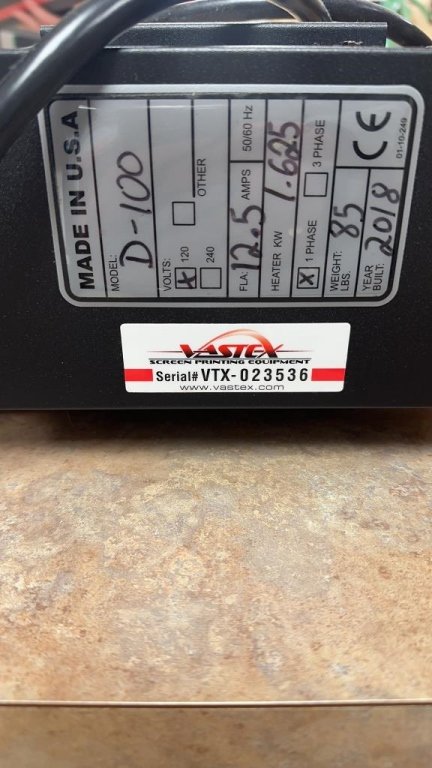 MADE IN U.S.A
MODEL: D-100
VOLTS: X 120 240 OTHER
FLA: 12.5 AMPS 50/60 Hz
HEATER KW 1.625
X 1 PHASE 3 PHASE
WEIGHT: LBS. 85
YEAR BUILT: 2018
CE
01-10-249
VASTEX
SCREEN PRINTING EQUIPMENT
Serial# VTX-023536
www.vastex.com